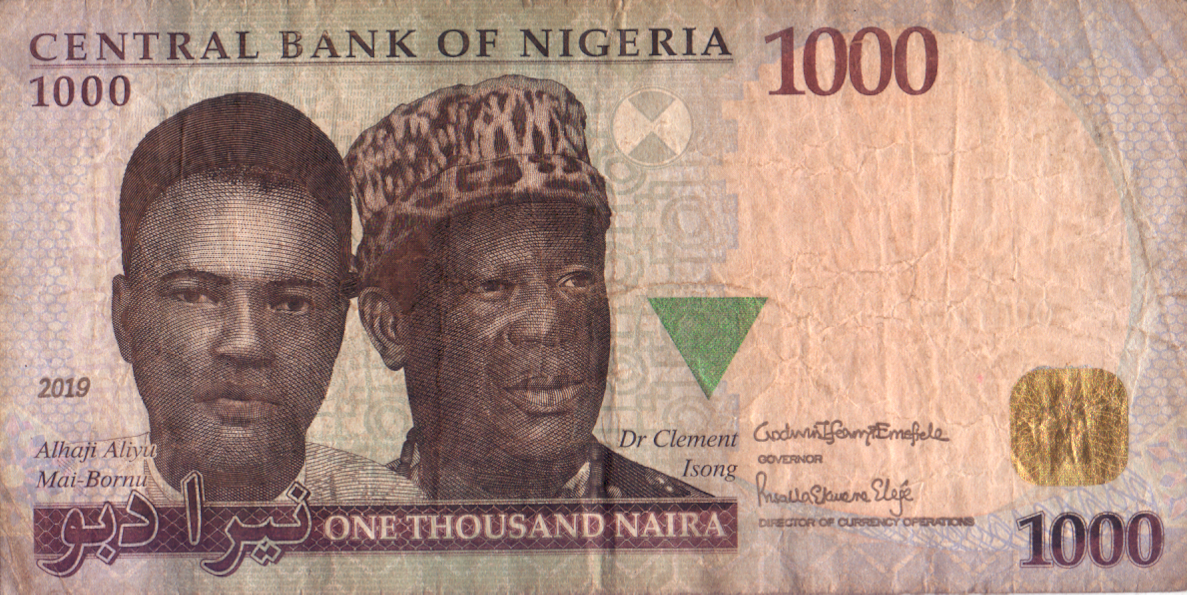 CENTRAL BANK OF NIGERIA
1000
1000
2019
Alhaji Aliyu
Mai-Bornu
Dr Clement
Isong
Godwin Ifeanyi Emefiele
GOVERNOR
Priscilla Ekwere Eleje
DIRECTOR OF CURRENCY OPERATIONS
نيرا دبو
ONE THOUSAND NAIRA
1000